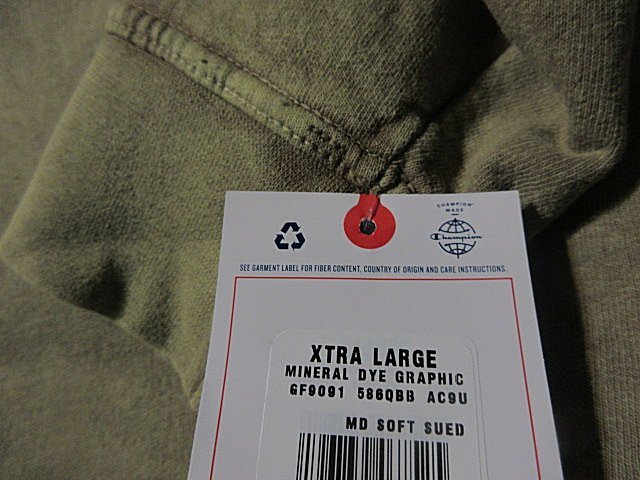 CHAMPION®
MADE
Champion
SEE GARMENT LABEL FOR FIBER CONTENT, COUNTRY OF ORIGIN AND CARE INSTRUCTIONS.
XTRA LARGE
MINERAL DYE GRAPHIC
GF9091 586QBB AC9U
MD SOFT SUED